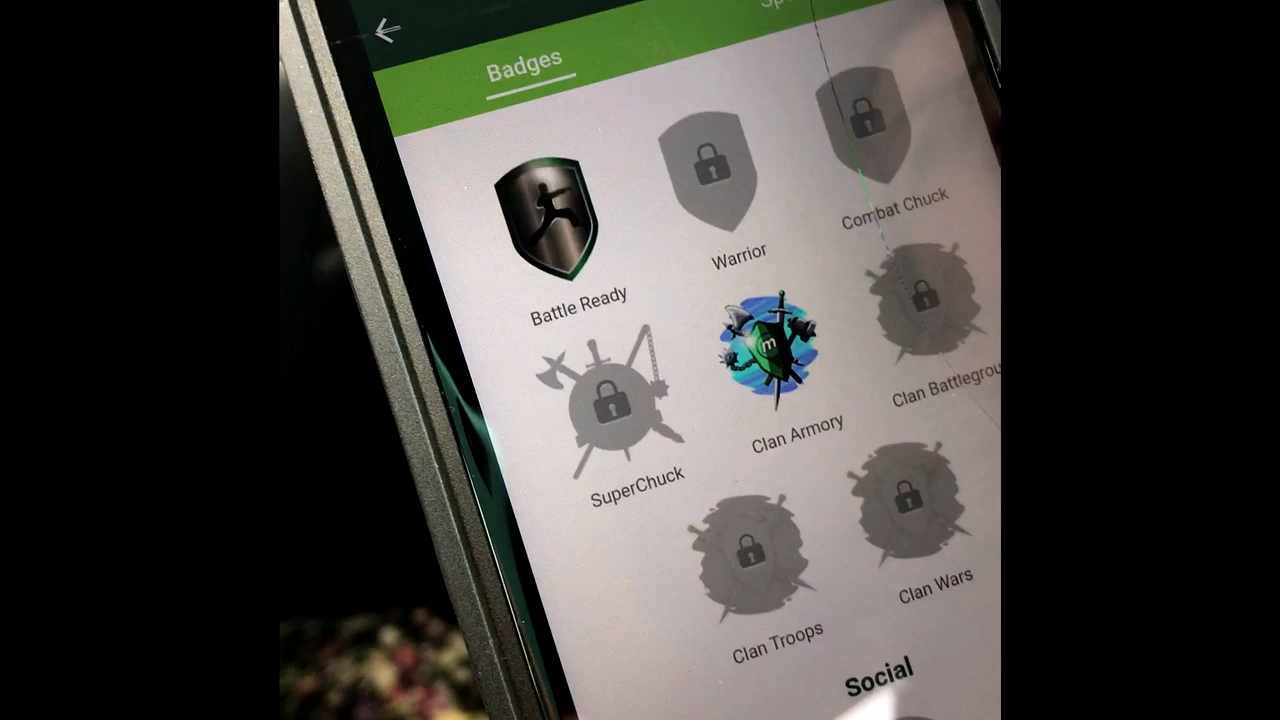 Badges
Battle Ready
Warrior
Combat Chuck
SuperChuck
m
Clan Armory
Clan Troops
Clan Wars
Social